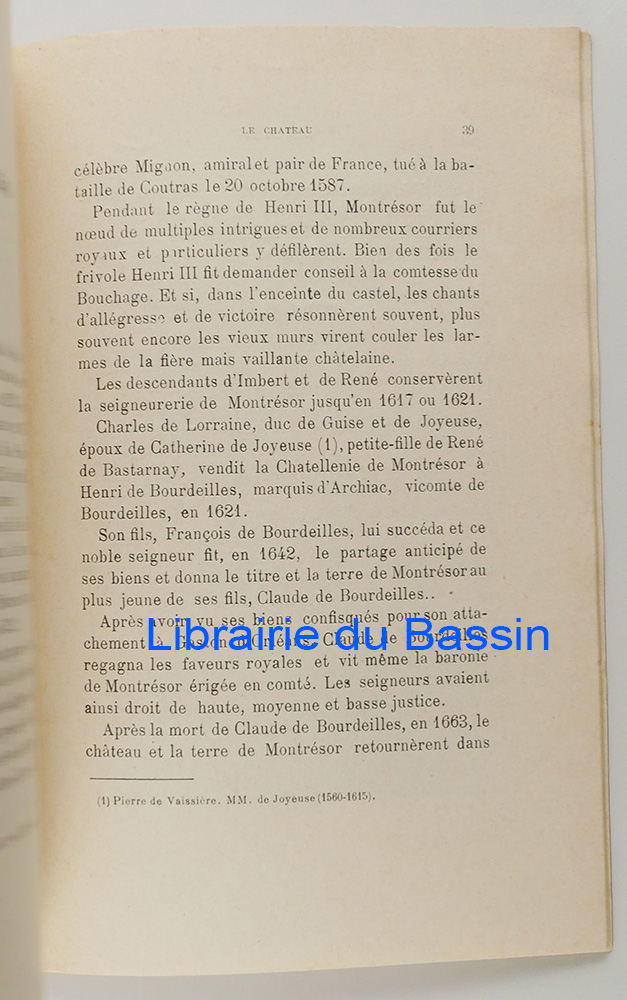 LE CHATEAU 39
célèbre Mignon, amiral et pair de France, tué à la ba-
taille de Coutras le 20 octobre 1587.
Pendant le règne de Henri III, Montrésor fut le
nœud de multiples intrigues et de nombreux courriers
royaux et particuliers y défilèrent. Bien des fois le
frivole Henri III fit demander conseil à la comtesse du
Bouchage. Et si, dans l'enceinte du castel, les chants
d'allégresse et de victoire résonnèrent souvent, plus
souvent encore les vieux murs virent couler les lar-
mes de la fière mais vaillante châtelaine.
Les descendants d'Imbert et de René conservèrent
la seigneurerie de Montrésor jusqu'en 1617 ou 1621.
Charles de Lorraine, duc de Guise et de Joyeuse,
époux de Catherine de Joyeuse (1), petite-fille de René
de Bastarnay, vendit la Chatellenie de Montrésor à
Henri de Bourdeilles, marquis d'Archiac, vicomte de
Bourdeilles, en 1621.
Son fils, François de Bourdeilles, lui succéda et ce
noble seigneur fit, en 1642, le partage anticipé de
ses biens et donna le titre et la terre de Montrésor au
plus jeune de ses fils, Claude de Bourdeilles..
Après avoir vu ses biens confisqués pour son atta-
chement à Gaston d'Orléans, Claude de Bourdeilles
regagna les faveurs royales et vit même la baronie
de Montrésor érigée en comté. Les seigneurs avaient
ainsi droit de haute, moyenne et basse justice.
Après la mort de Claude de Bourdeilles, en 1663, le
château et la terre de Montrésor retournèrent dans
(1) Pierre de Vaissière. MM. de Joyeuse (1560-1615).
Librairie du Bassin